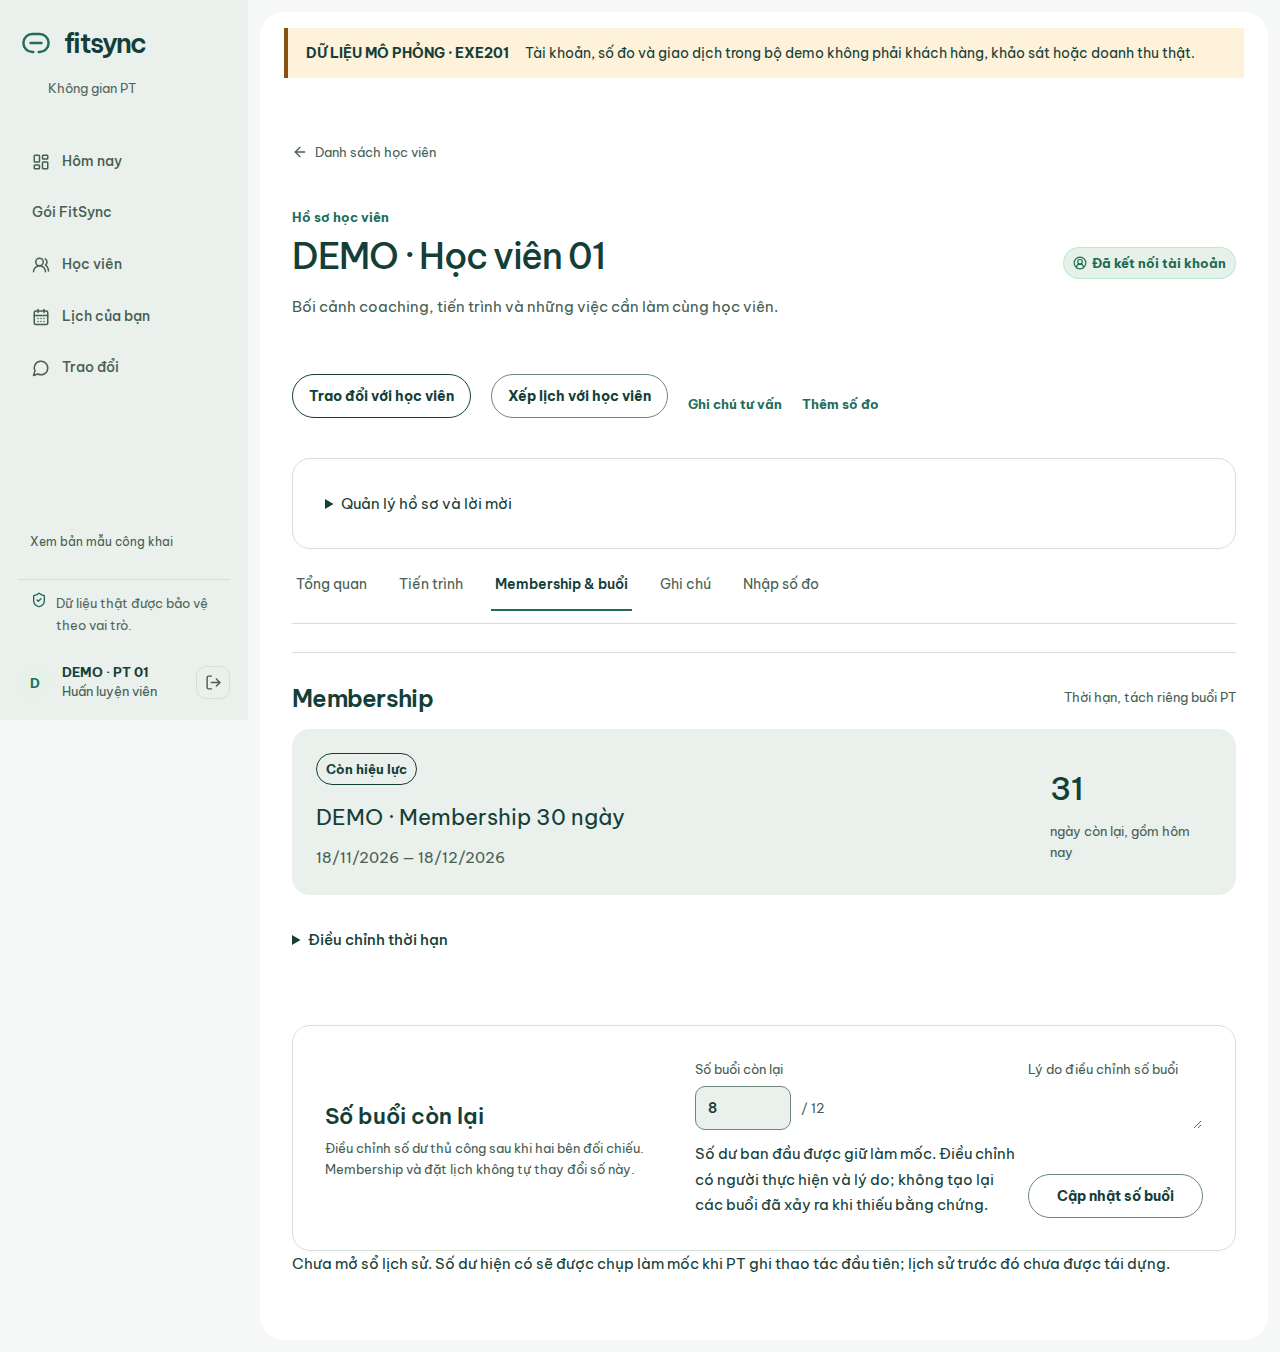 fitsync
Không gian PT
Hôm nay
Gói FitSync
Học viên
Lịch của bạn
Trao đổi
Xem bản mẫu công khai
Dữ liệu thật được bảo vệ
theo vai trò.
D
DEMO · PT 01
Huấn luyện viên
DỮ LIỆU MÔ PHỎNG · EXE201 Tài khoản, số đo và giao dịch trong bộ demo không phải khách hàng, khảo sát hoặc doanh thu thật.
Danh sách học viên
Hồ sơ học viên
DEMO · Học viên 01
Đã kết nối tài khoản
Bối cảnh coaching, tiến trình và những việc cần làm cùng học viên.
Trao đổi với học viên Xếp lịch với học viên Ghi chú tư vấn Thêm số đo
Quản lý hồ sơ và lời mời
Tổng quan Tiến trình Membership & buổi Ghi chú Nhập số đo
Membership
Thời hạn, tách riêng buổi PT
Còn hiệu lực
DEMO · Membership 30 ngày
18/11/2026 — 18/12/2026
31
ngày còn lại, gồm hôm
nay
Điều chỉnh thời hạn
Số buổi còn lại
Điều chỉnh số dư thủ công sau khi hai bên đối chiếu.
Membership và đặt lịch không tự thay đổi số này.
Số buổi còn lại
8 / 12
Số dư ban đầu được giữ làm mốc. Điều chỉnh
có người thực hiện và lý do; không tạo lại
các buổi đã xảy ra khi thiếu bằng chứng.
Lý do điều chỉnh số buổi
Cập nhật số buổi
Chưa mở sổ lịch sử. Số dư hiện có sẽ được chụp làm mốc khi PT ghi thao tác đầu tiên; lịch sử trước đó chưa được tái dựng.